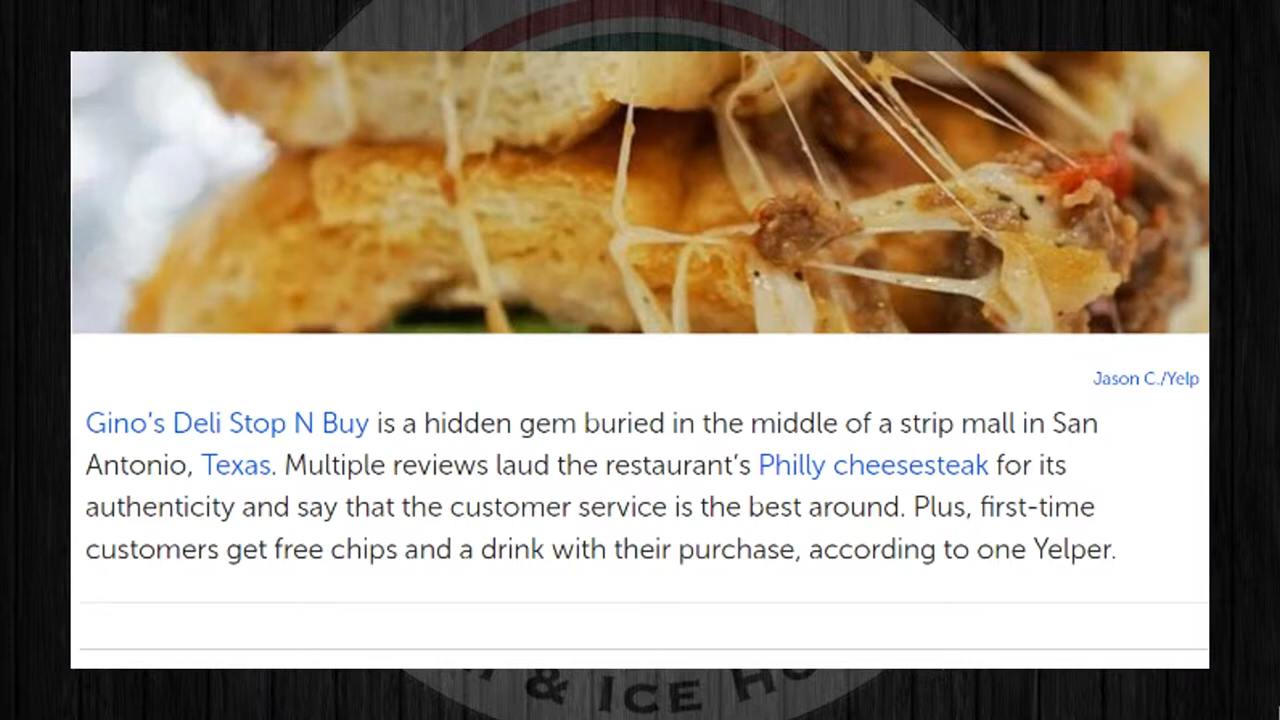 Jason C./Yelp
Gino's Deli Stop N Buy is a hidden gem buried in the middle of a strip mall in San
Antonio, Texas. Multiple reviews laud the restaurant's Philly cheesesteak for its
authenticity and say that the customer service is the best around. Plus, first-time
customers get free chips and a drink with their purchase, according to one Yelper.
& ICE